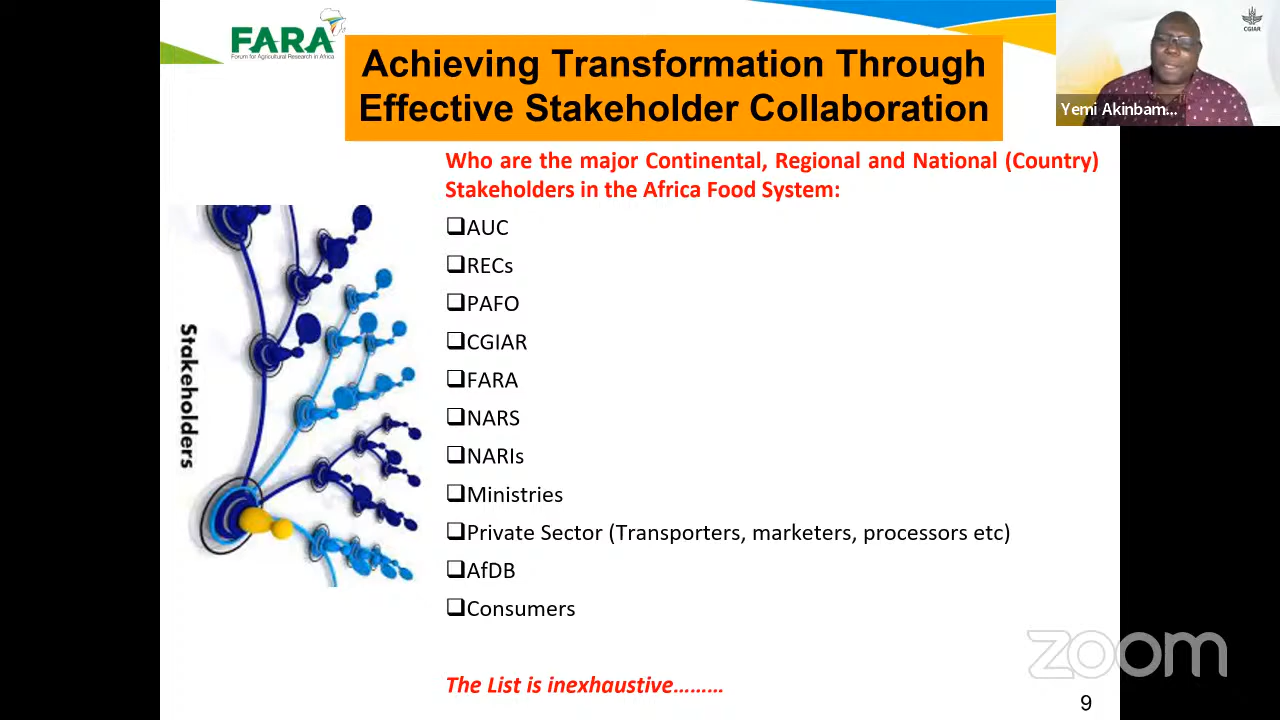 FARA
Forum for Agricultural Research in Africa
Achieving Transformation Through
Effective Stakeholder Collaboration
CGIAR
Yemi Akinbam...
Who are the major Continental, Regional and National (Country)
Stakeholders in the Africa Food System:
Stakeholders
❑AUC
❑RECs
❑PAFO
❑CGIAR
❑FARA
❑NARS
❑NARIs
❑Ministries
❑Private Sector (Transporters, marketers, processors etc)
❑AfDB
❑Consumers
The List is inexhaustive………
zoom
9